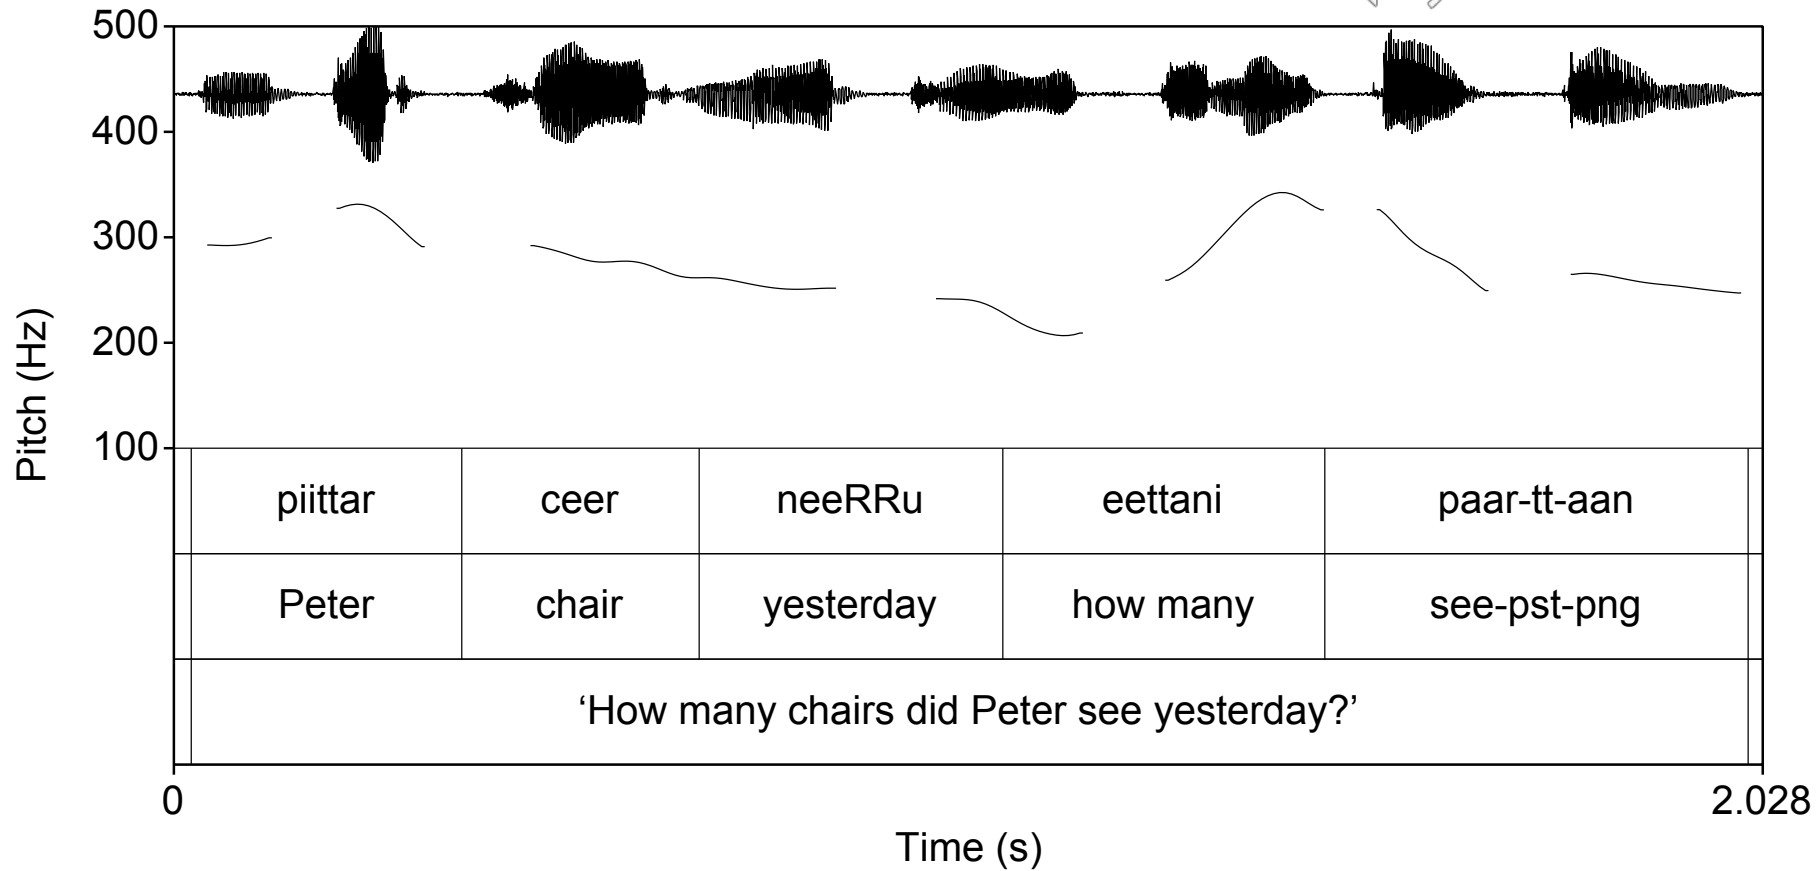 500
400
300
200
100
Pitch (Hz)
piittar ceer neeRRu eettani paar-tt-aan
Peter chair yesterday how many see-pst-png
‘How many chairs did Peter see yesterday?’
0 2.028
Time (s)